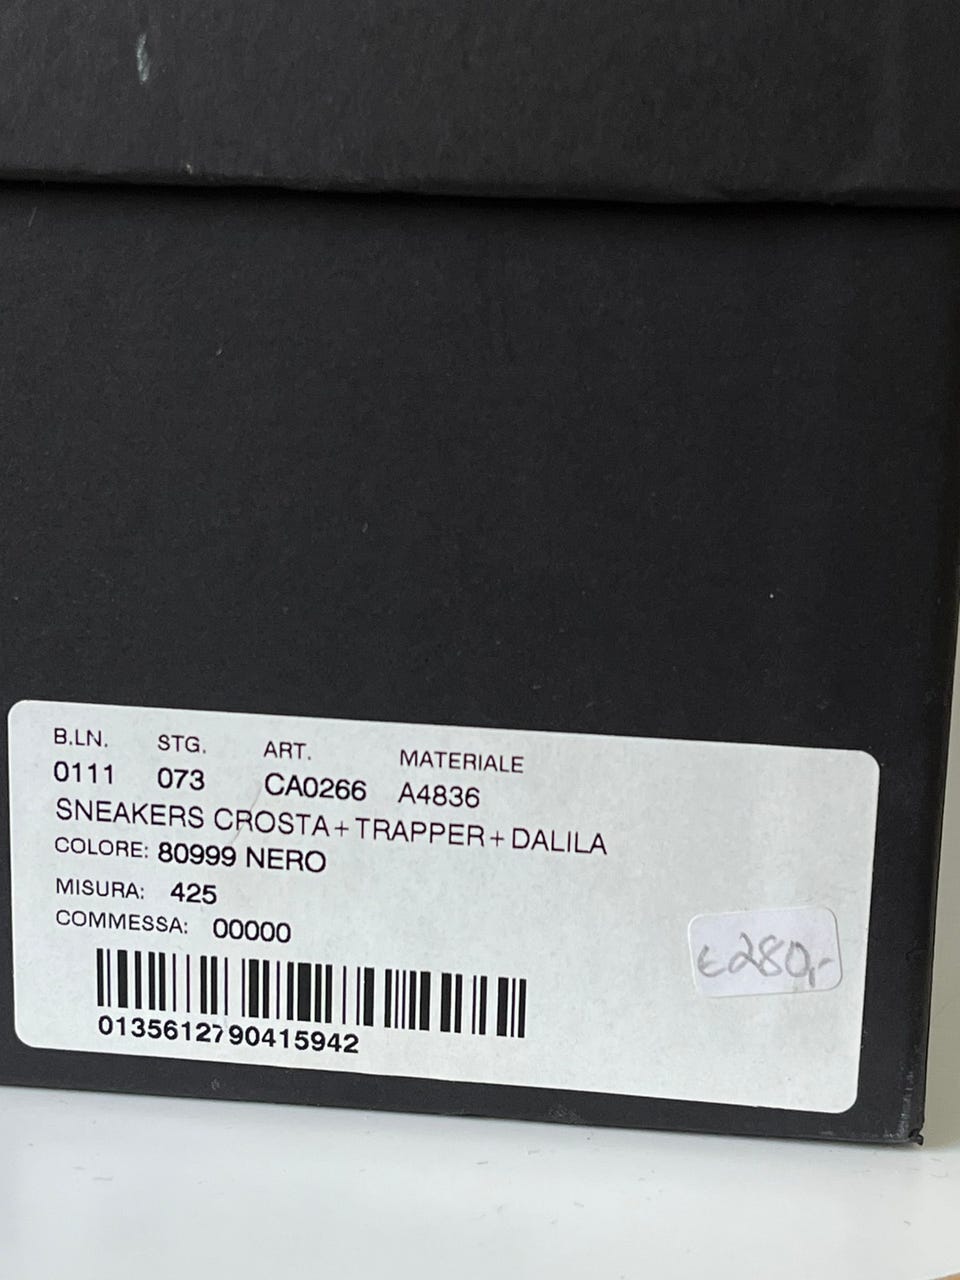 B.LN. STG. ART. MATERIALE
0111 073 CA0266 A4836
SNEAKERS CROSTA+TRAPPER+DALILA
COLORE: 80999 NERO
MISURA: 425
COMMESSA: 00000
€280,-
0135612790415942